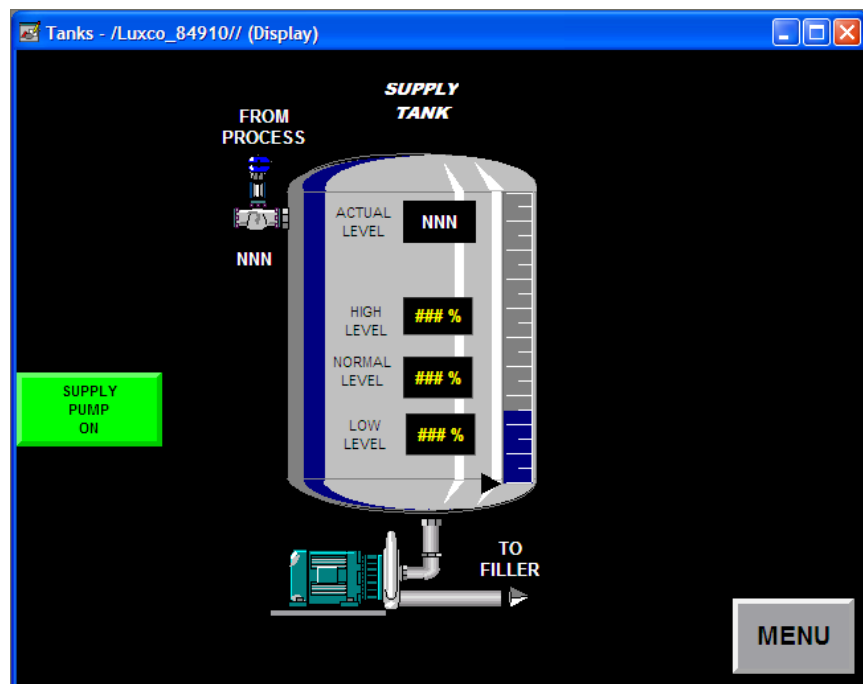 Tanks - /Luxco_84910// (Display)
SUPPLY
TANK
FROM
PROCESS
ACTUAL
LEVEL
NNN
NNN
HIGH
LEVEL
### %
NORMAL
LEVEL
### %
SUPPLY
PUMP
ON
LOW
LEVEL
### %
TO
FILLER
MENU